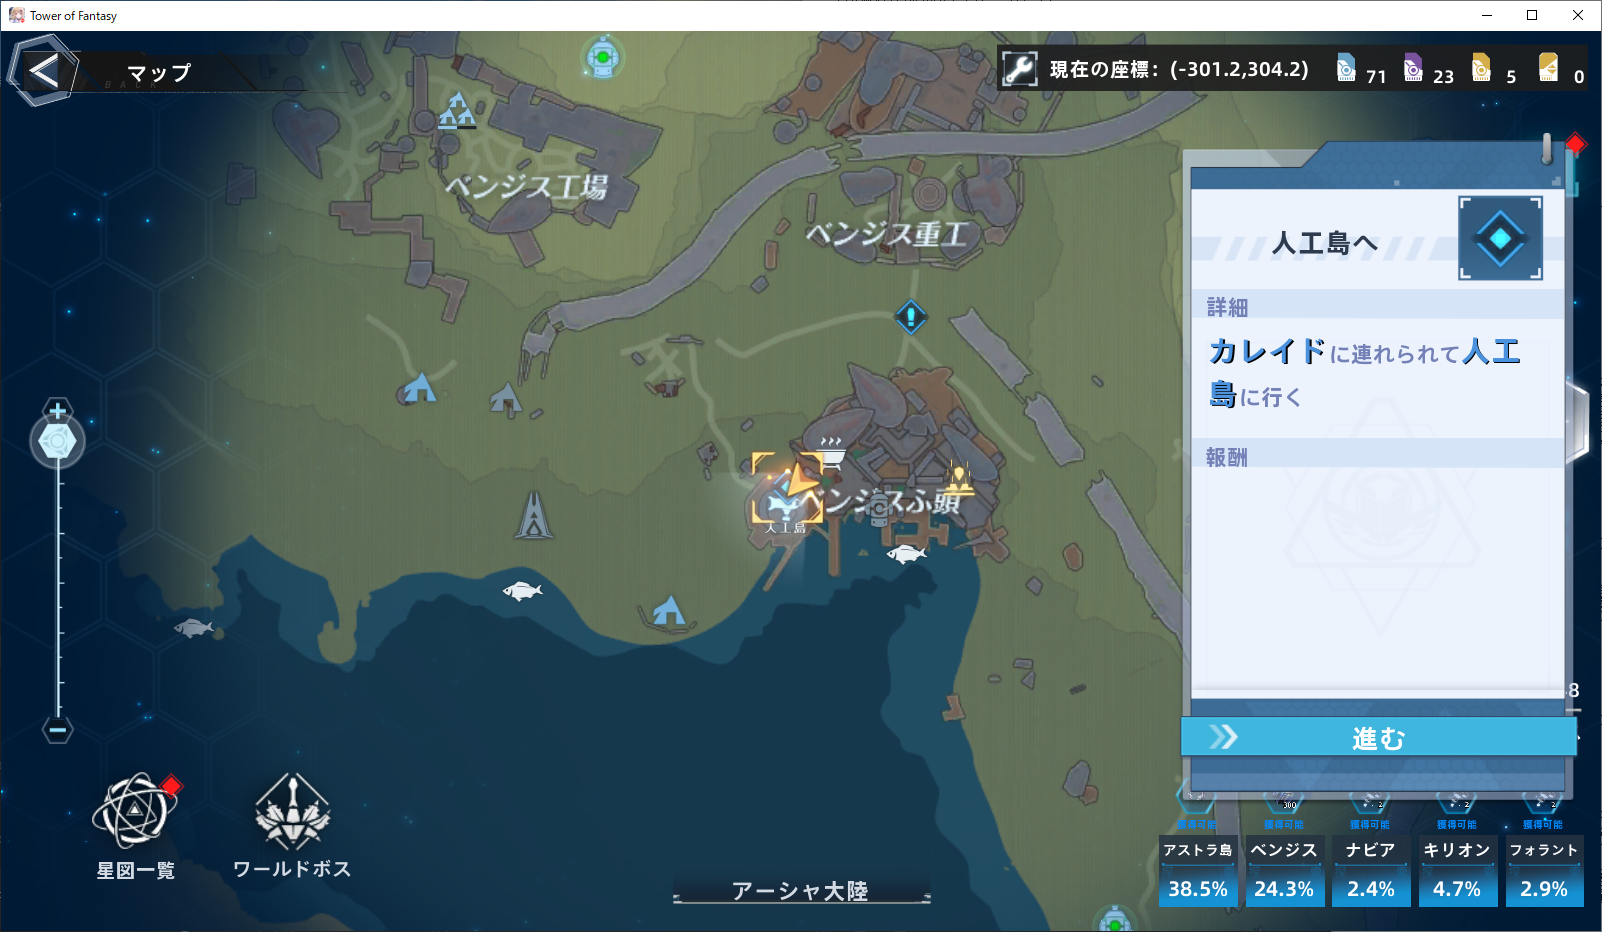 Tower of Fantasy
マップ
BACK
現在の座標：(-301.2,304.2)
71
23
5
0
ベンジス工場
ベンジス重工
人工島へ
詳細
カレイドに連れられて人工
島に行く
報酬
ベンジスふ頭
人工島
進む
星図一覧
ワールドボス
アーシャ大陸
300
2
2
2
獲得可能
獲得可能
獲得可能
獲得可能
獲得可能
アストラ島
ベンジス
ナビア
キリオン
フォラント
38.5%
24.3%
2.4%
4.7%
2.9%